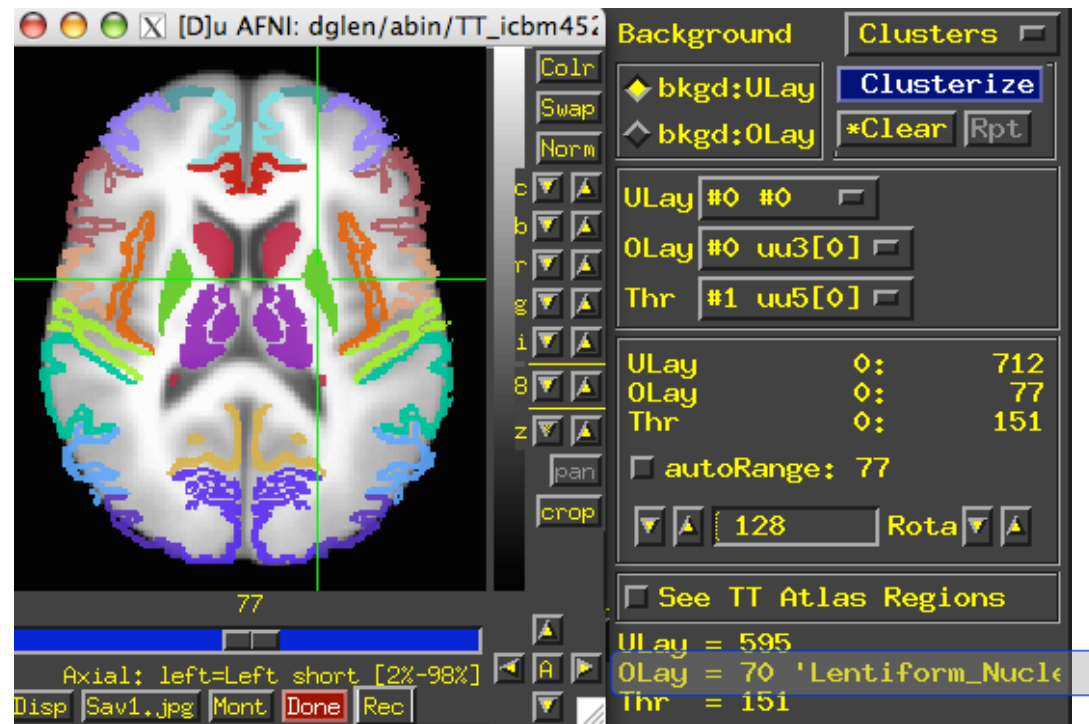 [D]u AFNI: dglen/abin/TT_icbm452
Colr
Swap
Norm
c
b
r
g
i
8
z
pan
crop
77
Axial: left=Left short [2%-98%]
A
Disp Sav1.jpg Mont Done Rec
Background Clusters
bkgd:ULay Clusterize
bkgd:OLay *Clear Rpt
ULay #0 #0
OLay #0 uu3[0]
Thr #1 uu5[0]
ULay 0: 712
OLay 0: 77
Thr 0: 151
autoRange: 77
128 Rota
See TT Atlas Regions
ULay = 595
OLay = 70 'Lentiform_Nucle
Thr = 151